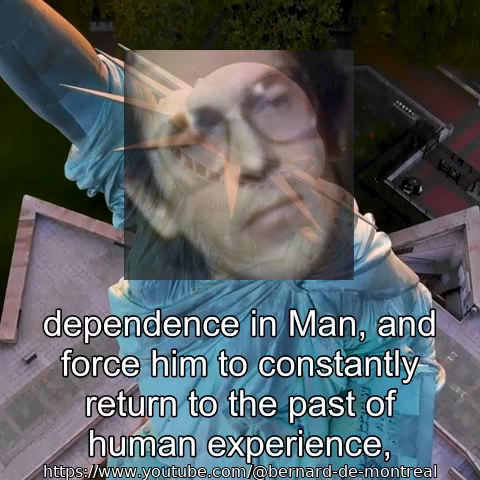 dependence in Man, and
force him to constantly
return to the past of
human experience,
https://www.youtube.com/@bernard-de-montreal